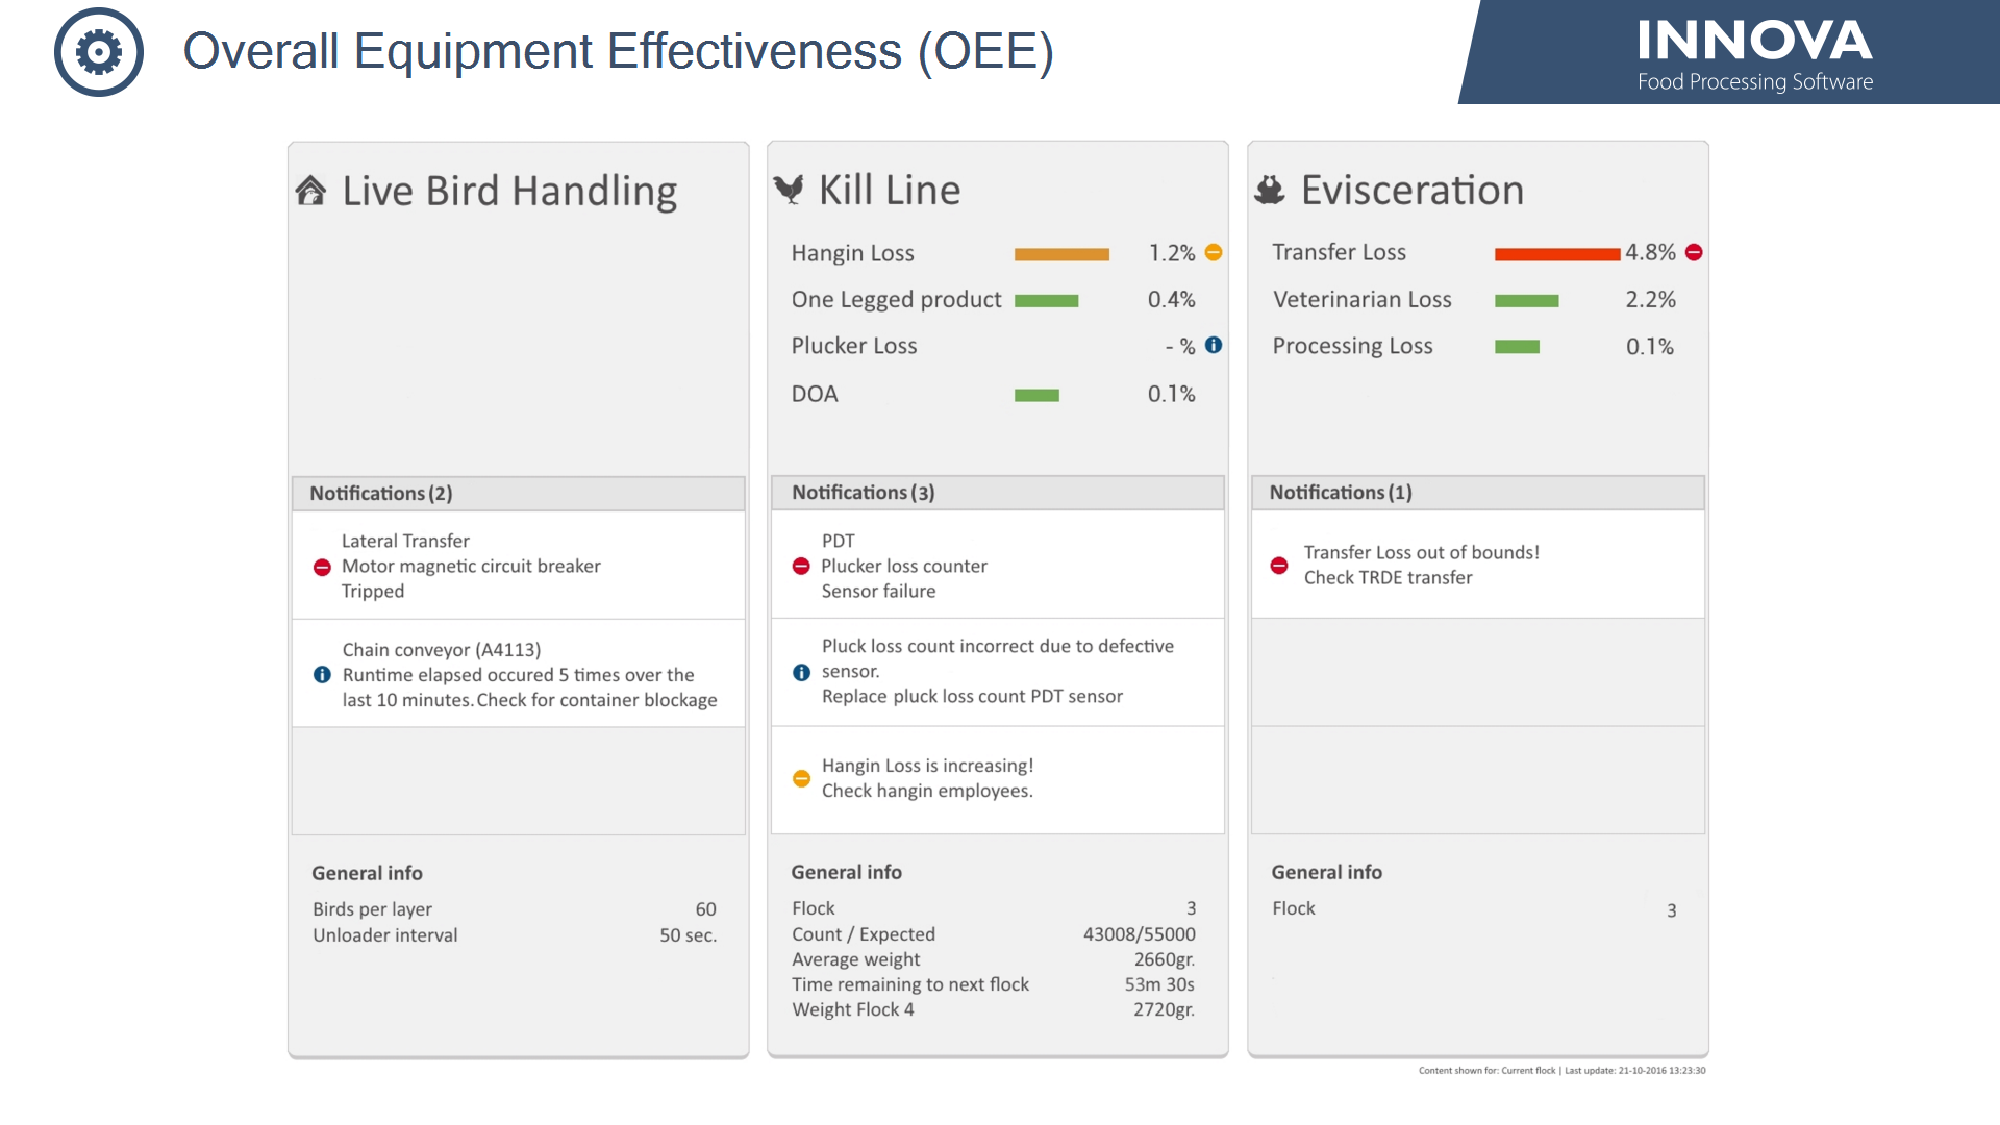 Overall Equipment Effectiveness (OEE)
INNOVA
Food Processing Software
Live Bird Handling
Notifications (2)
Lateral Transfer
Motor magnetic circuit breaker
Tripped
Chain conveyor (A4113)
Runtime elapsed occured 5 times over the
last 10 minutes. Check for container blockage
General info
Birds per layer 60
Unloader interval 50 sec.
Kill Line
Hangin Loss 1.2%
One Legged product 0.4%
Plucker Loss - %
DOA 0.1%
Notifications (3)
PDT
Plucker loss counter
Sensor failure
Pluck loss count incorrect due to defective
sensor.
Replace pluck loss count PDT sensor
Hangin Loss is increasing!
Check hangin employees.
General info
Flock 3
Count / Expected 43008/55000
Average weight 2660gr.
Time remaining to next flock 53m 30s
Weight Flock 4 2720gr.
Evisceration
Transfer Loss 4.8%
Veterinarian Loss 2.2%
Processing Loss 0.1%
Notifications (1)
Transfer Loss out of bounds!
Check TRDE transfer
General info
Flock 3
Content shown for: Current flock | Last update: 21-10-2016 13:23:30